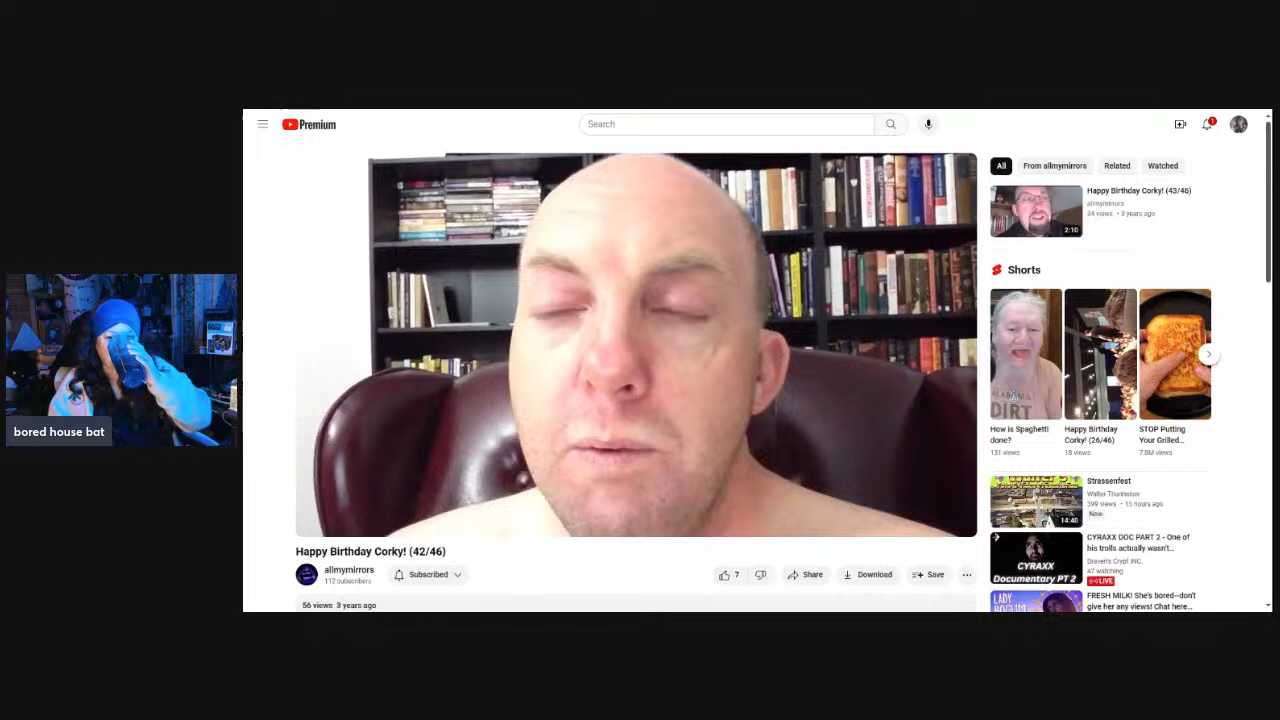 Premium
Search
1
All
From allmymirrors
Related
Watched
Happy Birthday Corky! (43/46)
allmymirrors
34 views • 3 years ago
2:10
Shorts
ALABAMA
DIRT
How is Spaghetti
done?
131 views
Happy Birthday
Corky! (26/46)
18 views
STOP Putting
Your Grilled...
7.8M views
bored house bat
Strassenfest
399 views • 15 hours ago
New
14:40
CYRAXX DOC PART 2 - One of
his trolls actually wasn't...
Draven's Crypt INC.
47 watching
LIVE
CYRAXX
Documentary PT 2
FRESH MILK! She's bored--don't
give her any views! Chat here...
LADY
Happy Birthday Corky! (42/46)
allmymirrors
112 subscribers
Subscribed
7
Share
Download
Save
56 views 3 years ago